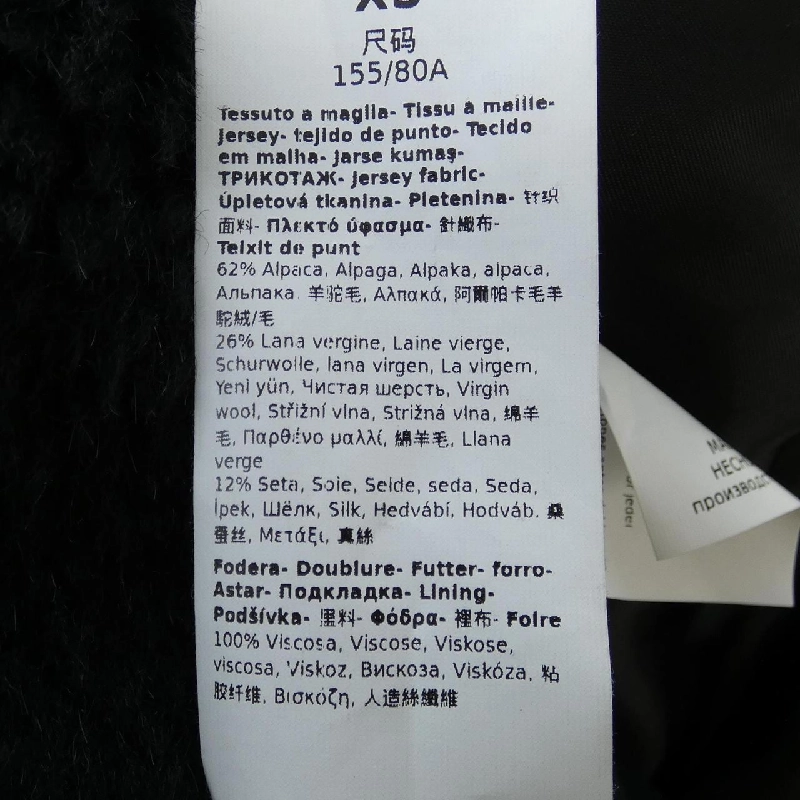 XS
尺码
155/80A
Tessuto a maglia- Tissu à maille-
Jersey- tejido de punto- Tecido
em malha- Jarse kumaş-
ТРИКОТАЖ- Jersey fabric-
Úpletová tkanina- Pletenina- 针织
面料- Πλεκτό ύφασμα- 針織布-
Teixit de punt
62% Alpaca, Alpaga, Alpaka, alpaca,
Альпака. 羊驼毛, Αλπακά, 阿爾帕卡毛羊
駝絨/毛
26% Lana vergine, Laine vierge,
Schurwolle, lana virgen, La virgem,
Yeni yün, Чистая шерсть, Virgin
wool, Střižní vlna, Strižná vlna, 绵羊
毛, Παρθένο μαλλί, 綿羊毛, Llana
verge
12% Seta, Soie, Seide, seda, Seda,
İpek, Шёлк, Silk, Hedvábí, Hodváb. 桑
蚕丝, Μετάξι, 真絲
Fodera- Doublure- Futter- forro-
Astar- Подкладка- Lining-
Podšívka- 里料- Φόδρα- 裡布- Folre
100% Viscosa, Viscose, Viskose,
viscosa, Viskoz, Вискоза, Viskóza, 粘
胶纤维, Βισκόζη, 人造絲纖維